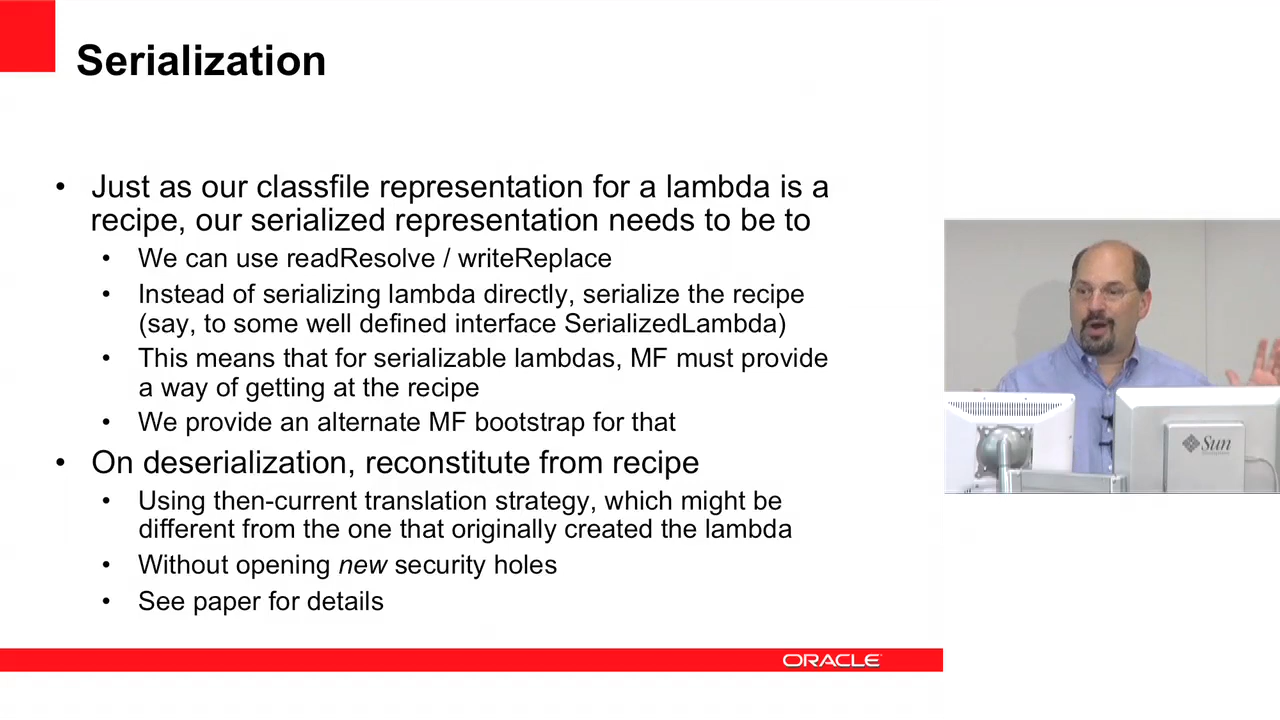 Serialization
• Just as our classfile representation for a lambda is a
recipe, our serialized representation needs to be to
• We can use readResolve / writeReplace
• Instead of serializing lambda directly, serialize the recipe
(say, to some well defined interface SerializedLambda)
• This means that for serializable lambdas, MF must provide
a way of getting at the recipe
• We provide an alternate MF bootstrap for that
• On deserialization, reconstitute from recipe
• Using then-current translation strategy, which might be
different from the one that originally created the lambda
• Without opening new security holes
• See paper for details
ORACLE
Sun